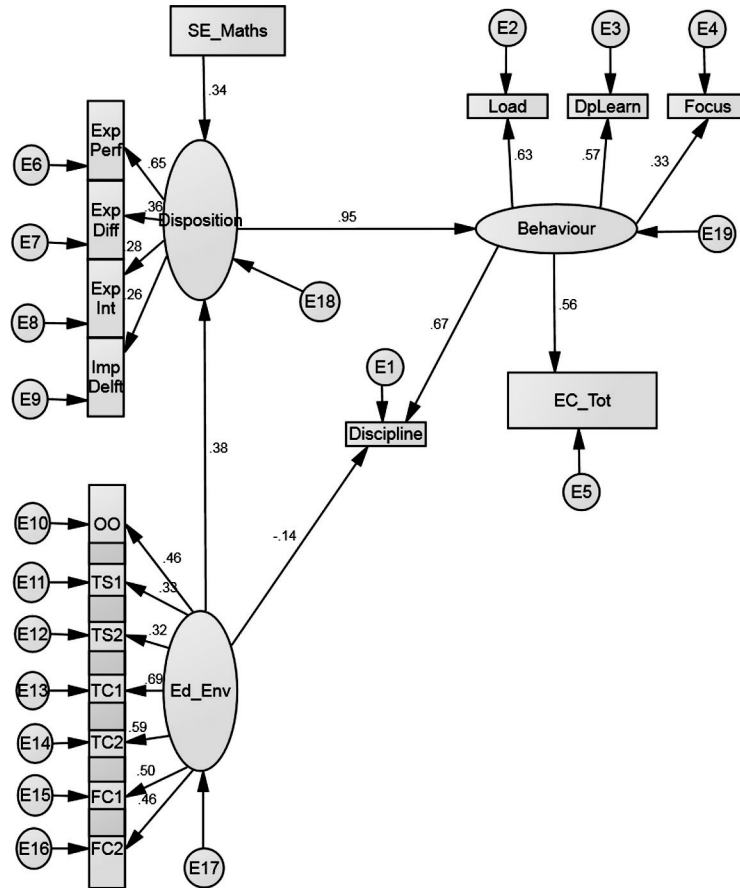 SE_Maths
E2
E3
E4
Load
DpLearn
Focus
.34
.63
.57
.33
Exp
Perf
E6
.65
Exp
Diff
.36
Disposition
.95
Behaviour
E19
E7
.28
Exp
Int
E8
.26
E18
.56
.67
Imp
Delft
E9
E1
EC_Tot
Discipline
.38
E5
E10
OO
-.14
.46
E11
TS1
.33
E12
TS2
.32
E13
TC1
.69
Ed_Env
E14
TC2
.59
E15
FC1
.50
.46
E16
FC2
E17